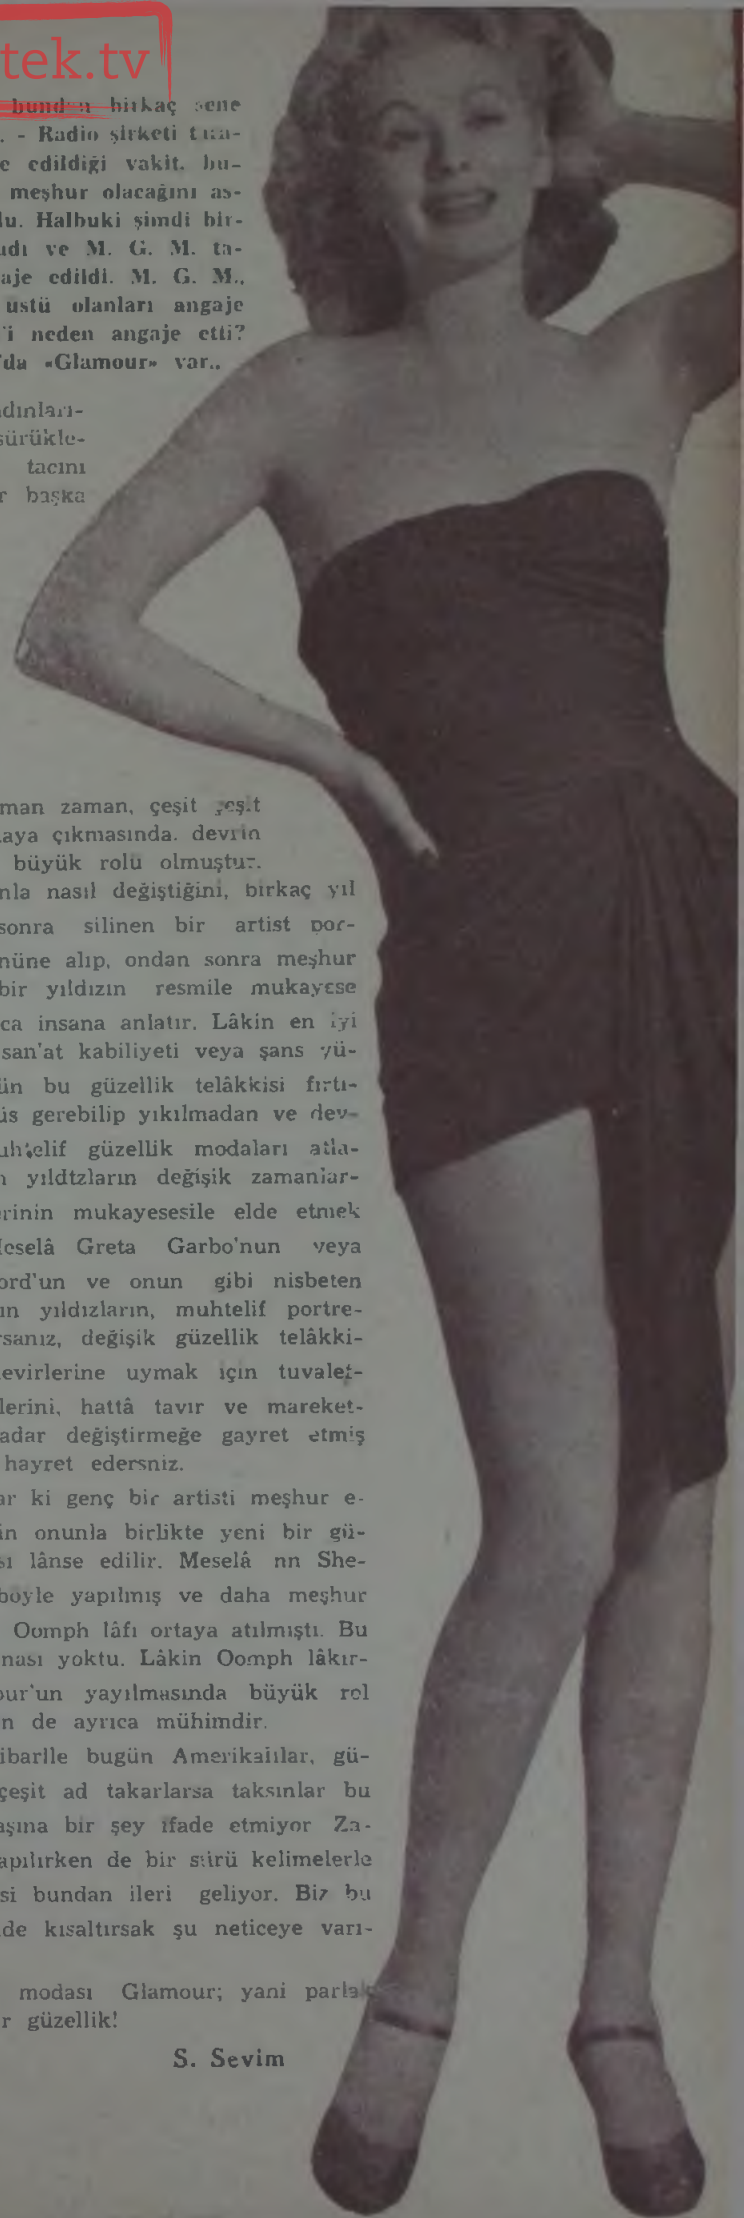 tek.tv
bundan birkaç sene
. - Radio şirketi tara-
e edildiği vakit, bu-
meşhur olacağını as-
lu. Halbuki şimdi bir-
adı ve M. G. M. ta-
aje edildi. M. G. M.,
üstü olanları angaje
'i neden angaje etti?
'da «Glamour» var..
adınları-
sürükle-
tacını
r başka
man zaman, çeşit çeşit
taya çıkmasında. devrin
büyük rolü olmuştur.
nla nasıl değiştiğini, birkaç yıl
sonra silinen bir artist por-
nüne alıp, ondan sonra meşhur
bir yıldızın resmile mukayese
ca insana anlatır. Lâkin en iyi
san'at kabiliyeti veya şans yü-
ün bu güzellik telâkkisi fırtı-
üs gerebilip yıkılmadan ve dev-
uhtelif güzellik modaları atla-
n yıldtzların değişik zamanlar-
erinin mukayesesile elde etmek
Meselâ Greta Garbo'nun veya
ord'un ve onun gibi nisbeten
ın yıldızların, muhtelif portre-
rsanız, değişik güzellik telâkki-
levirlerine uymak için tuvalet-
lerini, hattâ tavır ve mareket-
adar değiştirmeğe gayret etmiş
hayret edersniz.
ar ki genç bir artisti meşhur e-
in onunla birlikte yeni bir gü-
sı lânse edilir. Meselâ nn She-
böyle yapılmış ve daha meşhur
Oomph lâfı ortaya atılmıştı. Bu
nası yoktu. Lâkin Oomph lâkır-
our'un yayılmasında büyük rol
n de ayrıca mühimdir.
ibarlle bugün Amerikalılar, gü-
çeşit ad takarlarsa taksınlar bu
aşına bir şey ifade etmiyor Za-
apılırken de bir sürü kelimelerle
si bundan ileri geliyor. Biz bu
de kısaltırsak şu neticeye varı-
modası Glamour; yani parlak
r güzellik!
S. Sevim